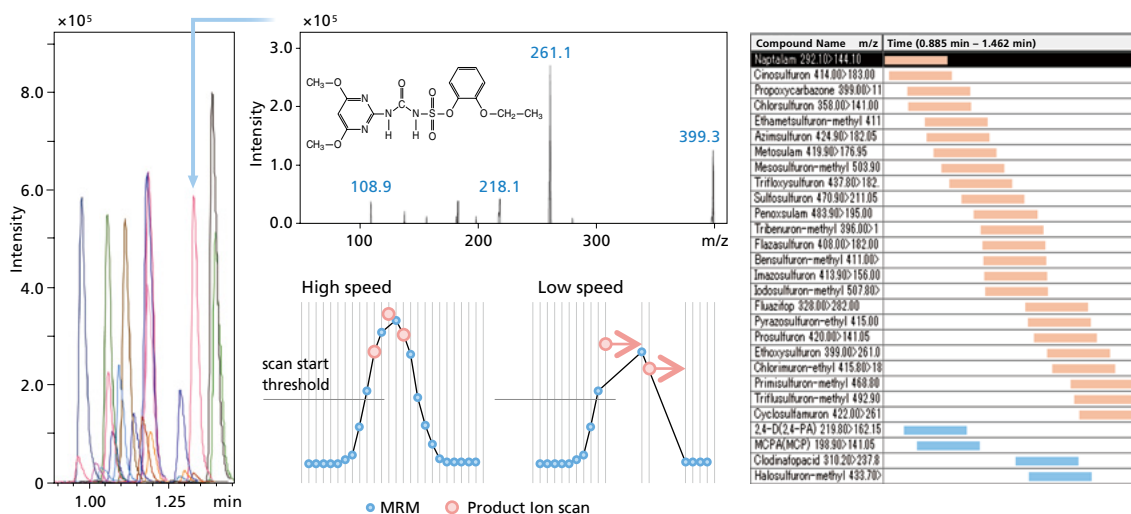 ×10⁵
8.0
6.0
4.0
2.0
0
Intensity
1.00
1.25
min
×10⁵
3.0
2.0
1.0
0.0
Intensity
100
200
300
m/z
108.9
218.1
261.1
399.3
CH₃O
CH₃O
N
N
N
H
O
N
H
O
S
O
O
O
CH₂
CH₃
High speed
Low speed
scan start
threshold
MRM
Product Ion scan
Compound Name m/z Time (0.885 min – 1.462 min)
Naptalam 292.10>144.10
Cinosulfuron 414.00>183.00
Propoxycarbazone 399.00>11
Chlorsulfuron 358.00>141.00
Ethametsulfuron-methyl 411
Azimsulfuron 424.90>182.05
Metosulam 419.90>176.95
Mesosulfuron-methyl 503.90
Trifloxysulfuron 437.80>182.
Sulfosulfuron 470.90>211.05
Penoxsulam 483.90>195.00
Tribenuron-methyl 396.00>1
Flazasulfuron 408.00>182.00
Bensulfuron-methyl 411.00>
Imazosulfuron 413.90>156.00
Iodosulfuron-methyl 507.80>
Fluazifop 328.00>282.00
Pyrazosulfuron-ethyl 415.00
Prosulfuron 420.00>141.05
Ethoxysulfuron 399.00>261.0
Chlorimuron-ethyl 415.80>18
Primisulfuron-methyl 468.80
Triflusulfuron-methyl 492.90
Cyclosulfamuron 422.00>261
2,4-D(2,4-PA) 219.80>162.15
MCPA(MCP) 198.90>141.05
Clodinafopacid 310.20>237.8
Halosulfuron-methyl 433.70>